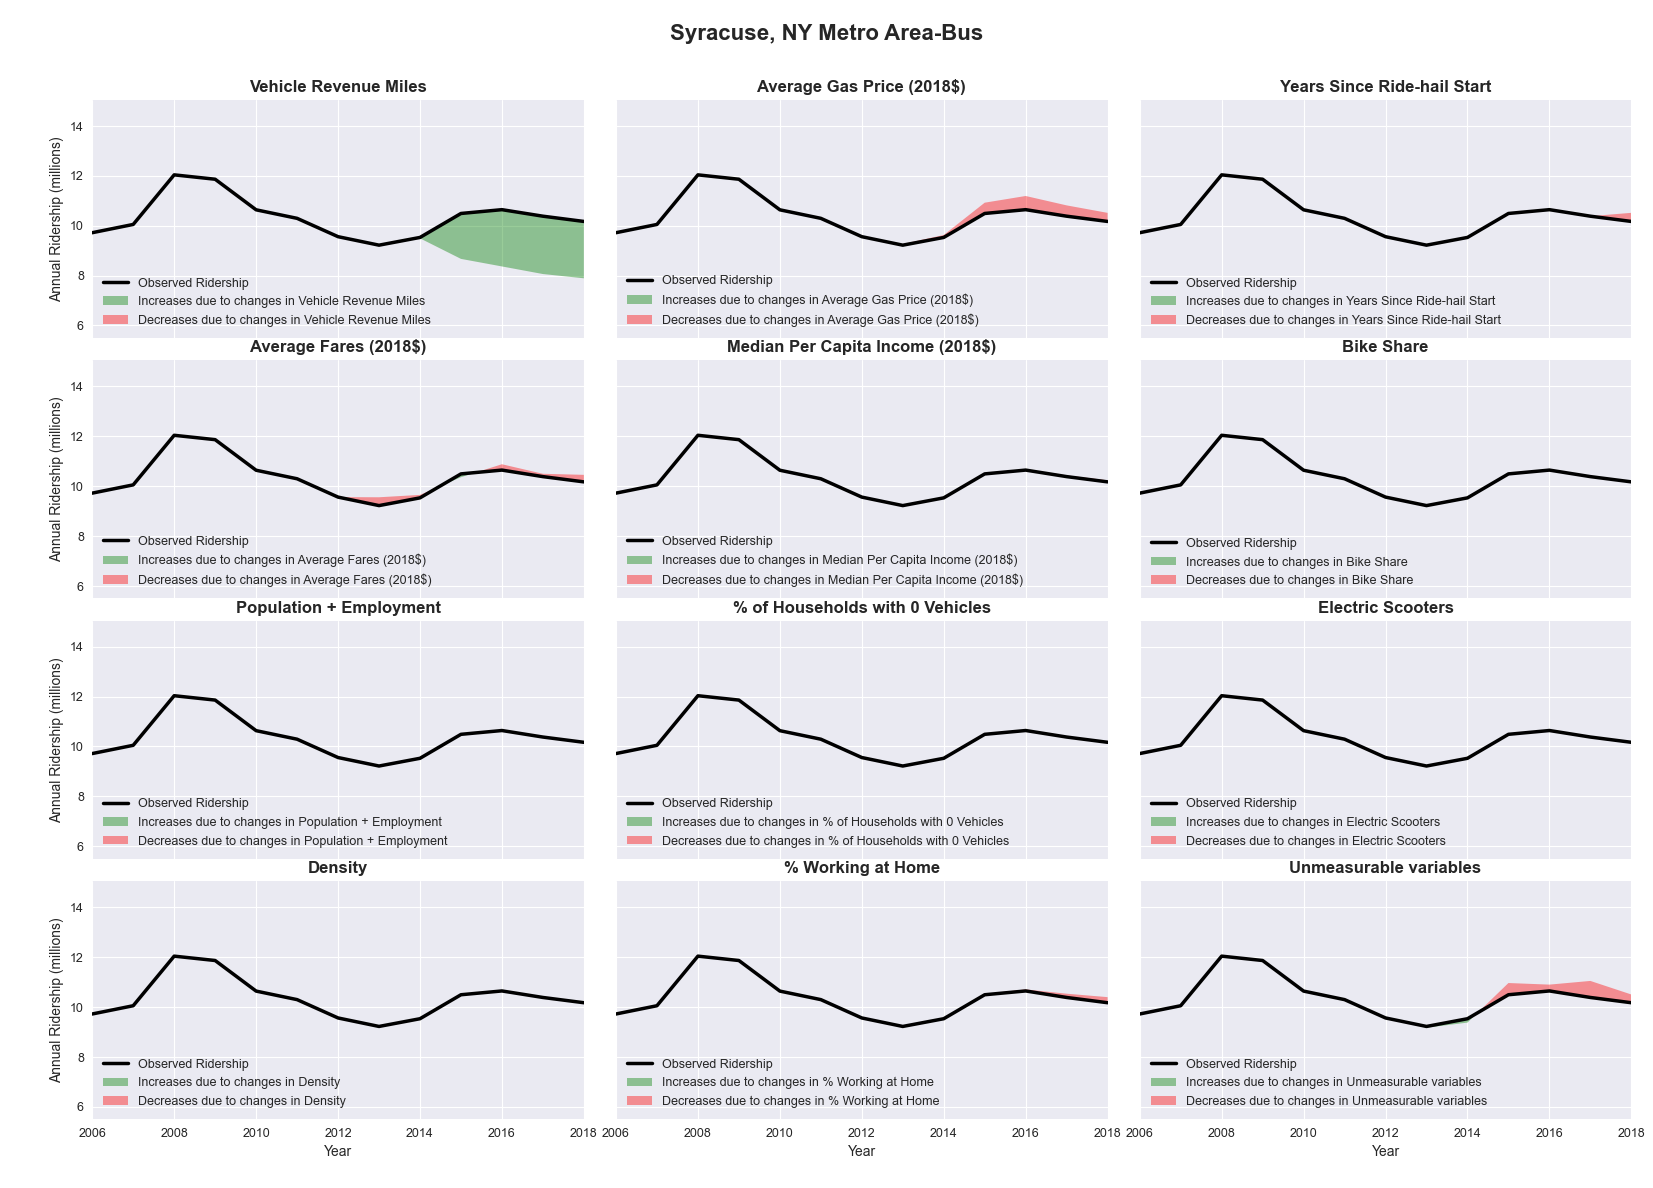 Syracuse, NY Metro Area-Bus
Vehicle Revenue Miles
Annual Ridership (millions)
14
12
10
8
6
Observed Ridership
Increases due to changes in Vehicle Revenue Miles
Decreases due to changes in Vehicle Revenue Miles
Average Gas Price (2018$)
Observed Ridership
Increases due to changes in Average Gas Price (2018$)
Decreases due to changes in Average Gas Price (2018$)
Years Since Ride-hail Start
Observed Ridership
Increases due to changes in Years Since Ride-hail Start
Decreases due to changes in Years Since Ride-hail Start
Average Fares (2018$)
Annual Ridership (millions)
14
12
10
8
6
Observed Ridership
Increases due to changes in Average Fares (2018$)
Decreases due to changes in Average Fares (2018$)
Median Per Capita Income (2018$)
Observed Ridership
Increases due to changes in Median Per Capita Income (2018$)
Decreases due to changes in Median Per Capita Income (2018$)
Bike Share
Observed Ridership
Increases due to changes in Bike Share
Decreases due to changes in Bike Share
Population + Employment
Annual Ridership (millions)
14
12
10
8
6
Observed Ridership
Increases due to changes in Population + Employment
Decreases due to changes in Population + Employment
% of Households with 0 Vehicles
Observed Ridership
Increases due to changes in % of Households with 0 Vehicles
Decreases due to changes in % of Households with 0 Vehicles
Electric Scooters
Observed Ridership
Increases due to changes in Electric Scooters
Decreases due to changes in Electric Scooters
Density
Annual Ridership (millions)
14
12
10
8
6
Observed Ridership
Increases due to changes in Density
Decreases due to changes in Density
2006 2008 2010 2012 2014 2016 2018
Year
% Working at Home
Observed Ridership
Increases due to changes in % Working at Home
Decreases due to changes in % Working at Home
2006 2008 2010 2012 2014 2016 2018
Year
Unmeasurable variables
Observed Ridership
Increases due to changes in Unmeasurable variables
Decreases due to changes in Unmeasurable variables
2006 2008 2010 2012 2014 2016 2018
Year